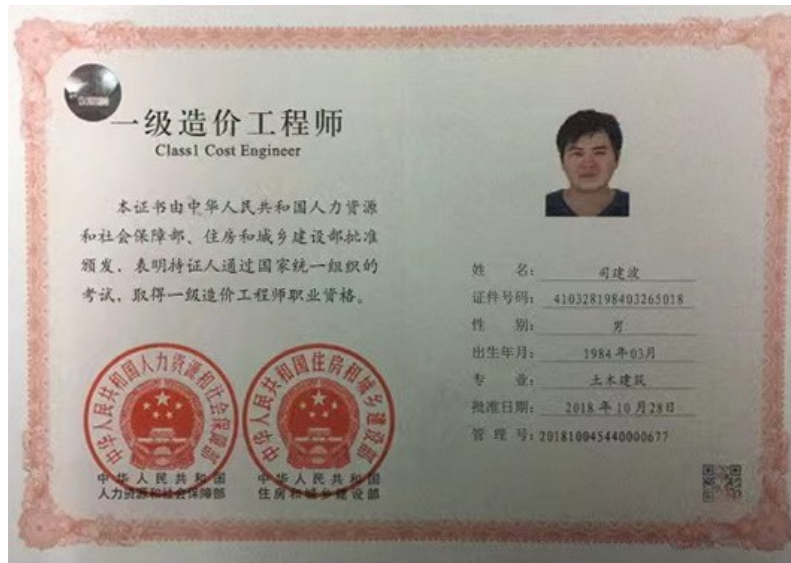 一级造价工程师
Class1 Cost Engineer
本证书由中华人民共和国人力资源
和社会保障部、住房和城乡建设部批准
颁发，表明持证人通过国家统一组织的
考试，取得一级造价工程师职业资格。
中华人民共和国人力资源和社会保障部
中华人民共和国住房和城乡建设部
中华人民共和国
人力资源和社会保障部
中华人民共和国
住房和城乡建设部
姓 名： 司建波
证件号码： 410328198403265018
性 别： 男
出生年月： 1984年03月
专 业： 土木建筑
批准日期： 2018年10月28日
管 理 号：201810045440000677